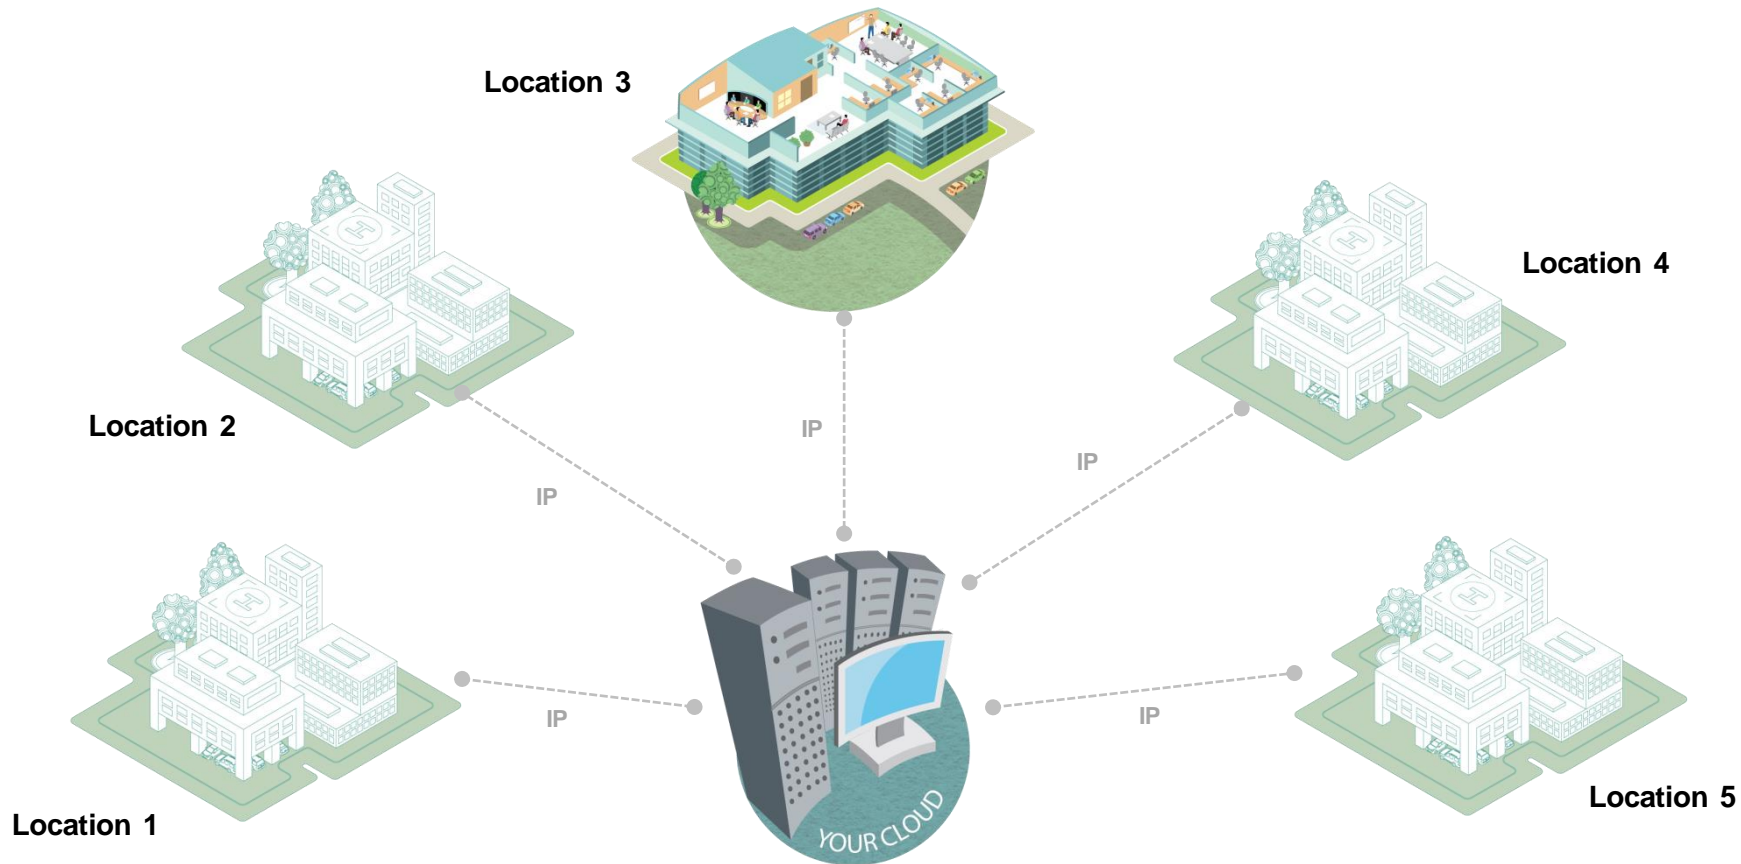 Location 3
Location 4
Location 2
IP
IP
IP
IP
IP
Location 5
Location 1
YOUR CLOUD